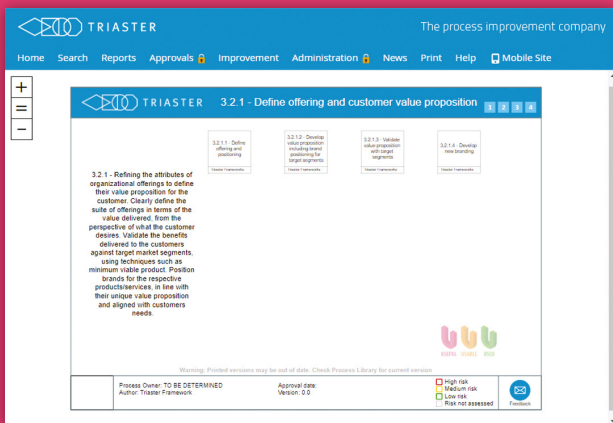 TRIASTER
The process improvement company
Home Search Reports Approvals Improvement Administration News Print Help Mobile Site
+
=
−
TRIASTER 3.2.1 - Define offering and customer value proposition 1 2 3 4
3.2.1.1 - Define
offering and
positioning
Triaster Frameworks
3.2.1.2 - Develop
value proposition
including brand
positioning for
target segments
Triaster Frameworks
3.2.1.3 - Validate
value proposition
with target
segments
Triaster Frameworks
3.2.1.4 - Develop
new branding
Triaster Frameworks
3.2.1 - Refining the attributes of
organizational offerings to define
their value proposition for the
customer. Clearly define the
suite of offerings in terms of the
value delivered, from the
perspective of what the customer
desires. Validate the benefits
delivered to the customers
against target market segments,
using techniques such as
minimum viable product. Position
brands for the respective
products/services, in line with
their unique value proposition
and aligned with customers
needs.
USEFUL USABLE USED
Warning: Printed versions may be out of date. Check Process Library for current version
Process Owner: TO BE DETERMINED
Author: Triaster Framework
Approval date:
Version: 0.0
High risk
Medium risk
Low risk
Risk not assessed
Feedback